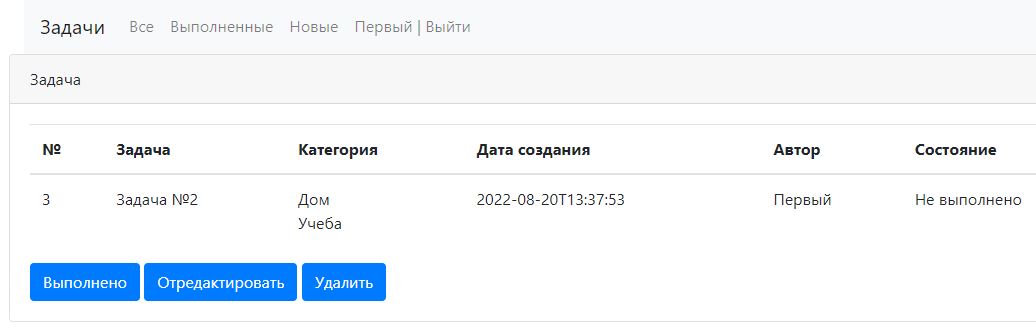 Задачи Все Выполненные Новые Первый | Выйти
Задача
№ Задача Категория Дата создания Автор Состояние
3 Задача №2 Дом 2022-08-20T13:37:53 Первый Не выполнено
Учеба
Выполнено Отредактировать Удалить